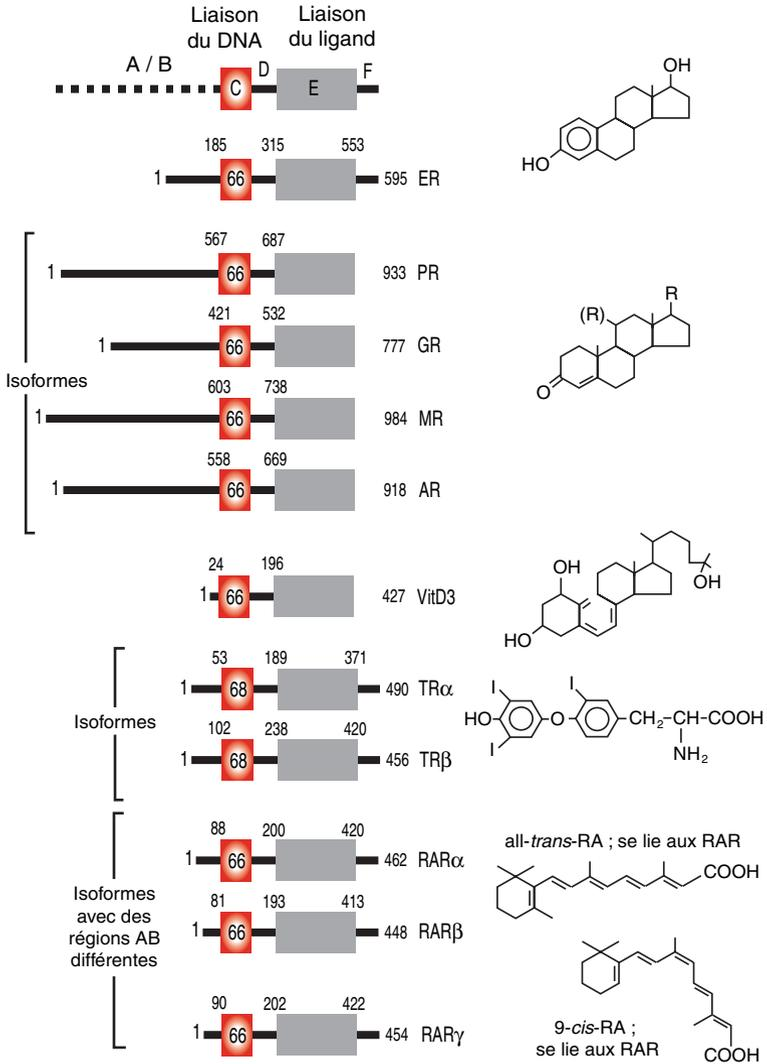 Liaison
du DNA
Liaison
du ligand
A / B
C
D
E
F
OH
HO
185 315 553
1 66 595 ER
567 687
1 66 933 PR
421 532
1 66 777 GR
Isoformes
603 738
1 66 984 MR
558 669
1 66 918 AR
R
(R)
O
24 196
1 66 427 VitD3
OH
OH
HO
53 189 371
1 68 490 TRα
Isoformes
102 238 420
1 68 456 TRβ
I
I
HO
O
CH2–CH–COOH
I
NH2
88 200 420
1 66 462 RARα
Isoformes
avec des
régions AB
différentes
81 193 413
1 66 448 RARβ
90 202 422
1 66 454 RARγ
all-trans-RA ; se lie aux RAR
COOH
9-cis-RA ;
se lie aux RAR
COOH